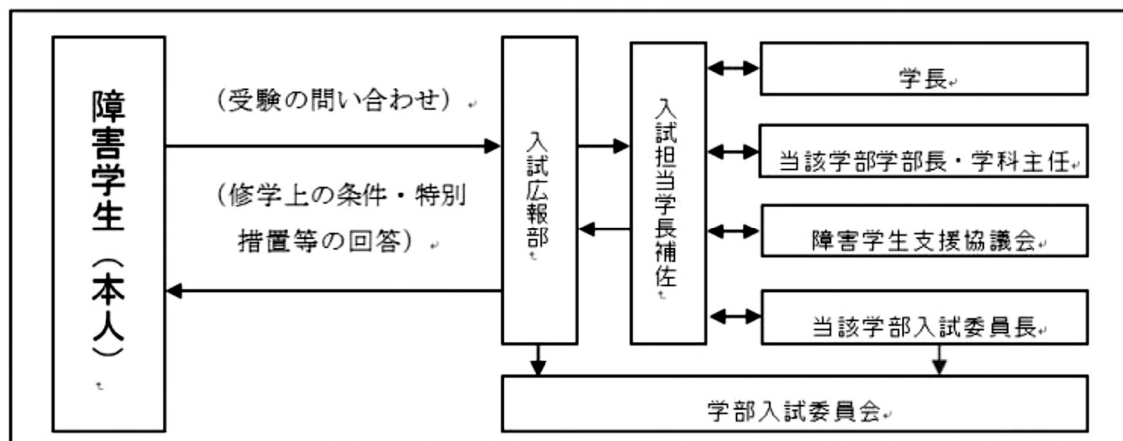 障害学生（本人）
（受験の問い合わせ）
（修学上の条件・特別
措置等の回答）
入試広報部
入試担当学長補佐
学長
当該学部学部長・学科主任
障害学生支援協議会
当該学部入試委員長
学部入試委員会